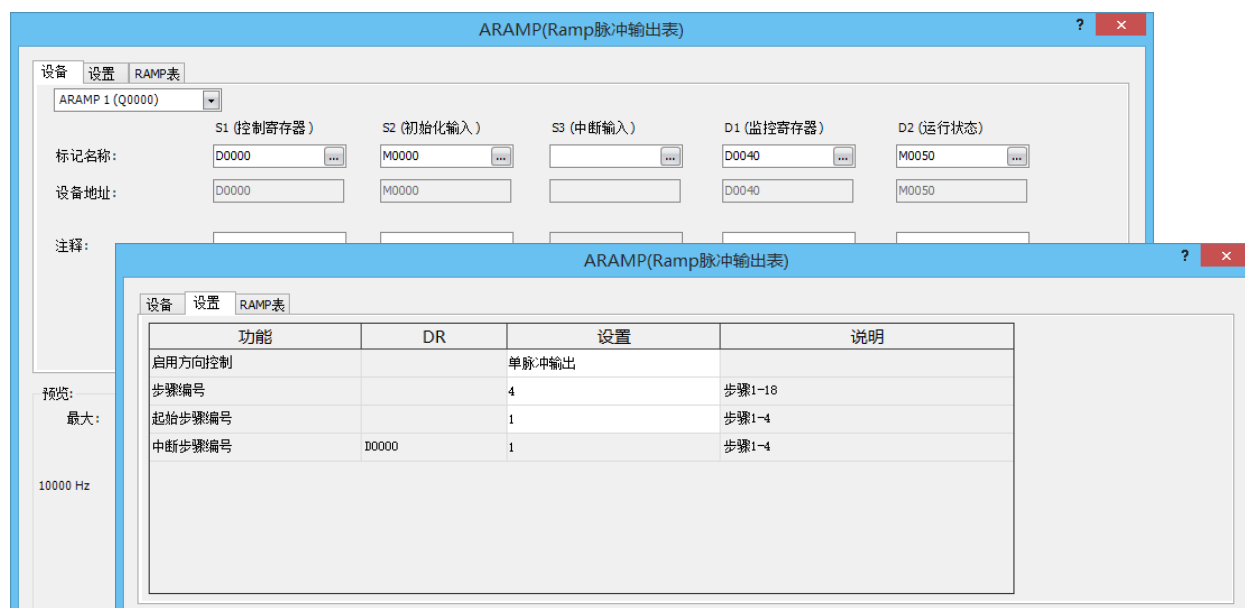 ARAMP(Ramp脉冲输出表)
? ×
设备 设置 RAMP表
ARAMP 1 (Q0000)
S1 (控制寄存器) S2 (初始化输入) S3 (中断输入) D1 (监控寄存器) D2 (运行状态)
标记名称: D0000 ... M0000 ... ... D0040 ... M0050 ...
设备地址: D0000 M0000 D0040 M0050
注释:
预览:
最大:
10000 Hz
ARAMP(Ramp脉冲输出表)
? ×
设备 设置 RAMP表
功能 DR 设置 说明
启用方向控制 单脉冲输出
步骤编号 4 步骤1-18
起始步骤编号 1 步骤1-4
中断步骤编号 D0000 1 步骤1-4